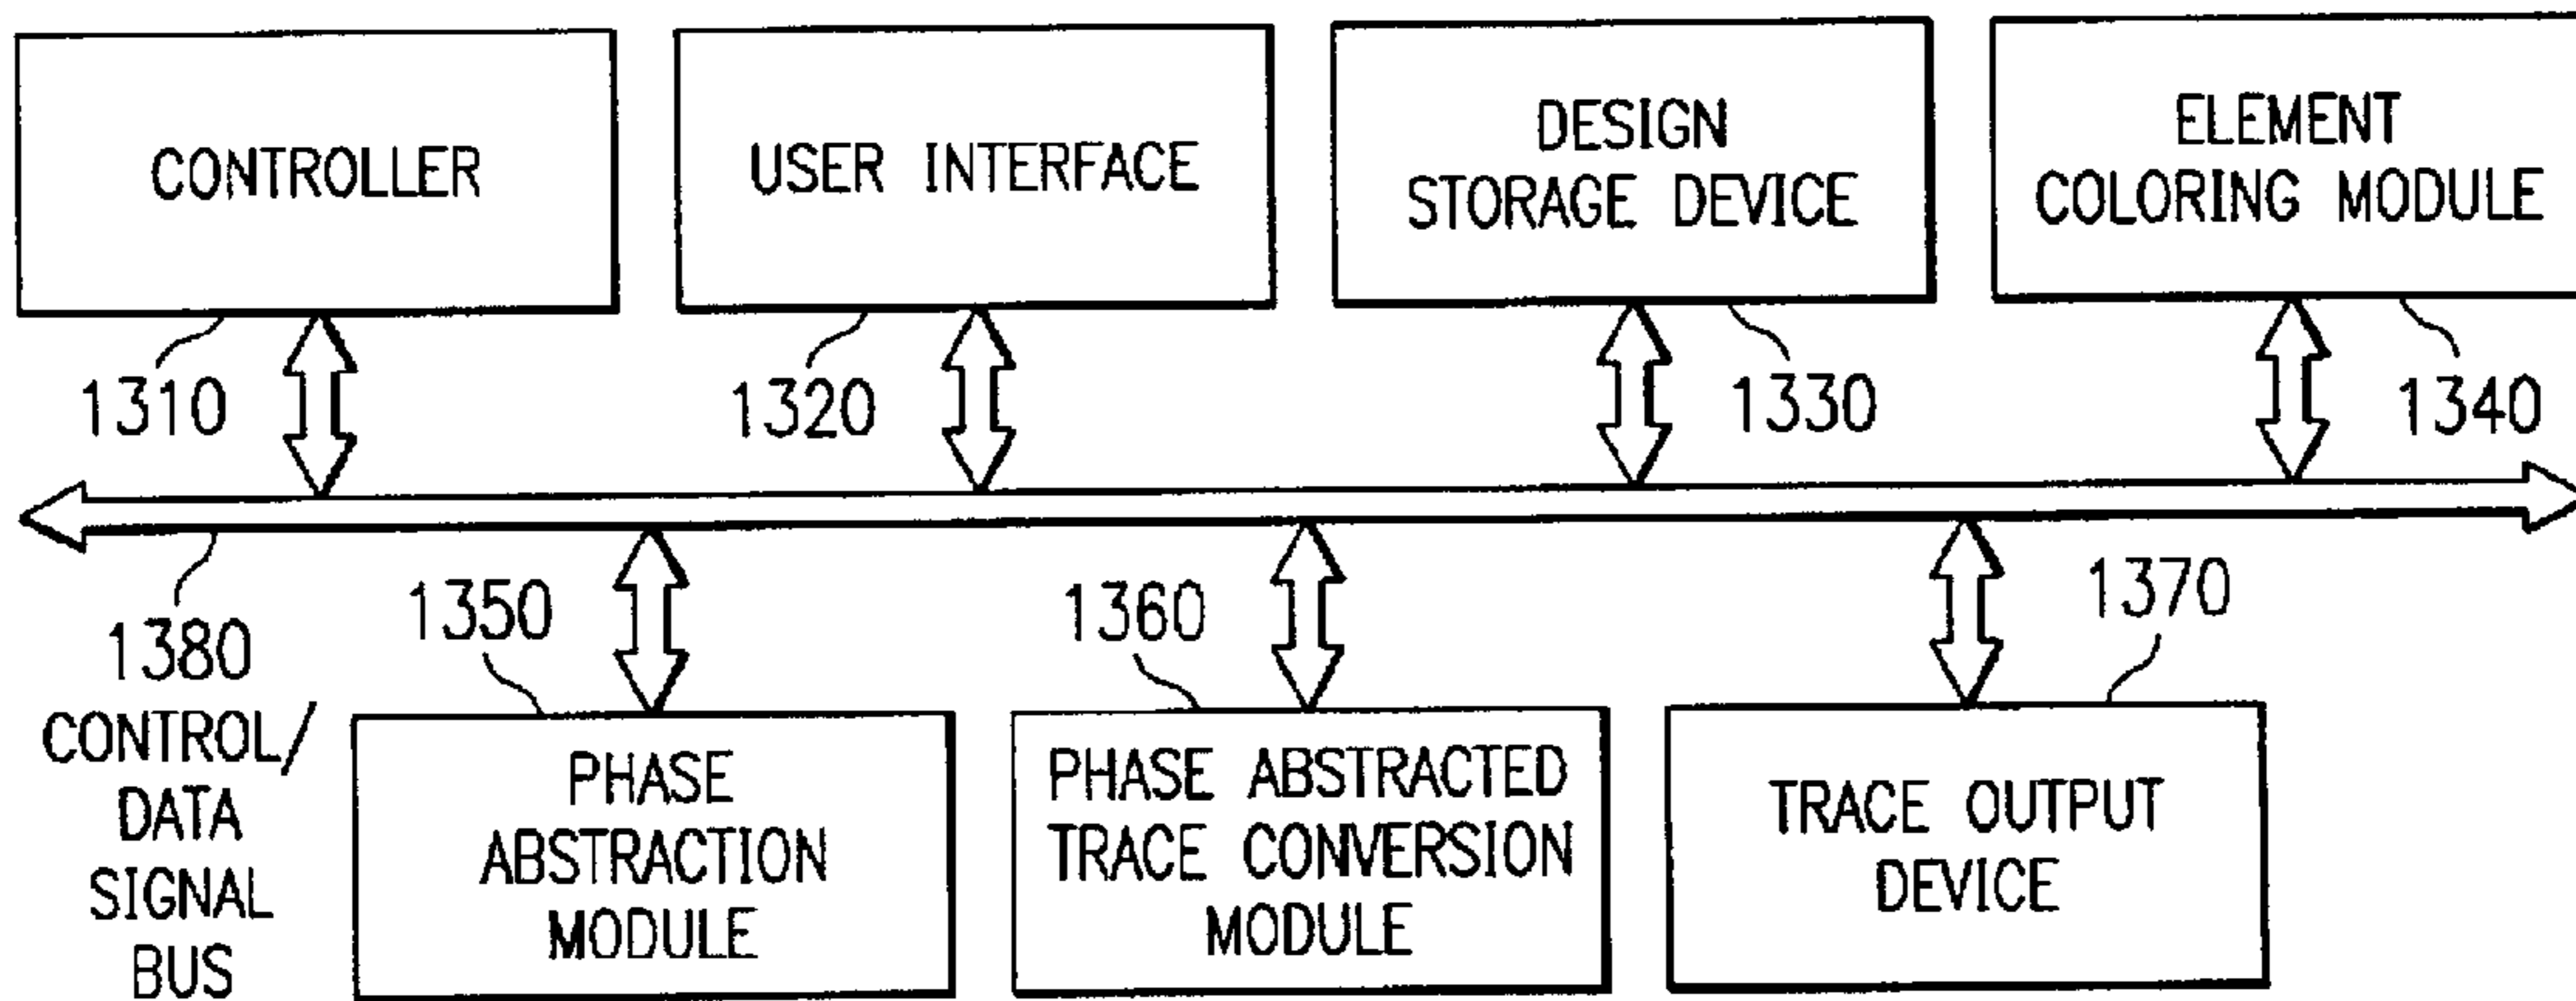 CONTROLLER
USER INTERFACE
DESIGN
STORAGE DEVICE
ELEMENT
COLORING MODULE
1310
1320
1330
1340
1380
CONTROL/
DATA
SIGNAL
BUS
1350
1360
1370
PHASE
ABSTRACTION
MODULE
PHASE ABSTRACTED
TRACE CONVERSION
MODULE
TRACE OUTPUT
DEVICE